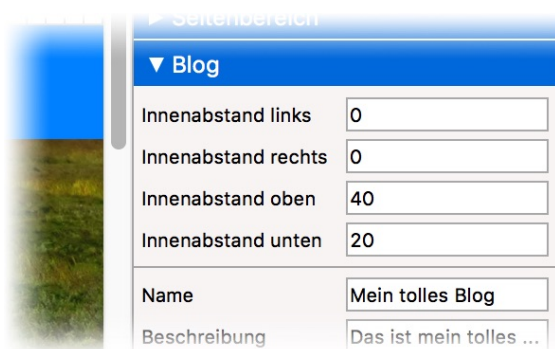 ▶ Seitenbereich
▼ Blog
Innenabstand links 0
Innenabstand rechts 0
Innenabstand oben 40
Innenabstand unten 20
Name Mein tolles Blog
Beschreibung Das ist mein tolles ...